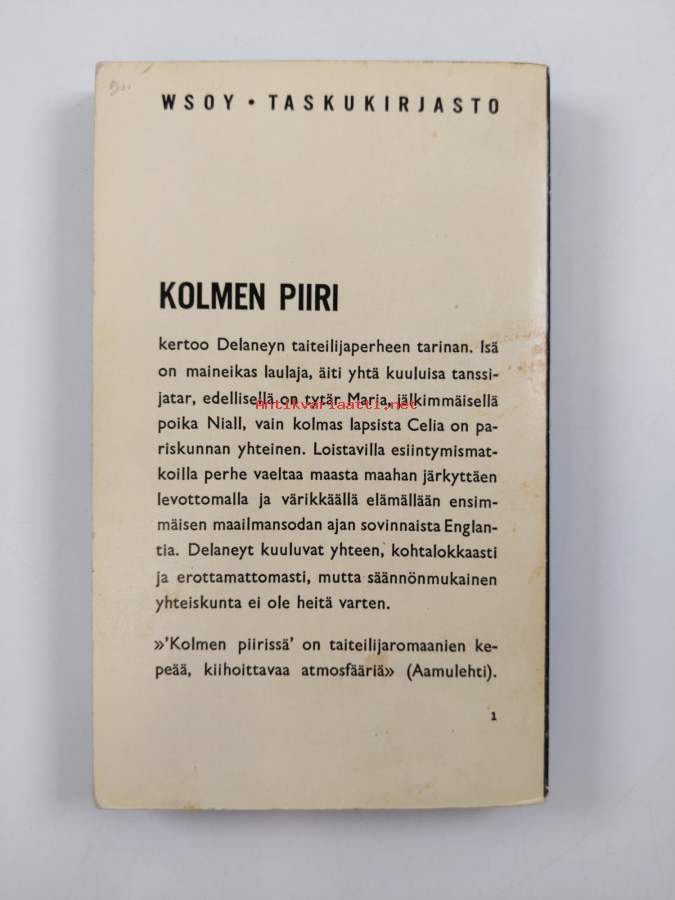 WSOY • TASKUKIRJASTO
KOLMEN PIIRI
kertoo Delaneyn taiteilijaperheen tarinan. Isä
on maineikas laulaja, äiti yhtä kuuluisa tanssi-
jatar, edellisellä on tytär Maria, jälkimmäisellä
Antikvariaatti.net
poika Niall, vain kolmas lapsista Celia on pa-
riskunnan yhteinen. Loistavilla esiintymismat-
koilla perhe vaeltaa maasta maahan järkyttäen
levottomalla ja värikkäällä elämällään ensim-
mäisen maailmansodan ajan sovinnaista Englan-
tia. Delaneyt kuuluvat yhteen, kohtalokkaasti
ja erottamattomasti, mutta säännönmukainen
yhteiskunta ei ole heitä varten.
»'Kolmen piirissä' on taiteilijaromaanien ke-
peää, kiihoittavaa atmosfääriä» (Aamulehti).
1